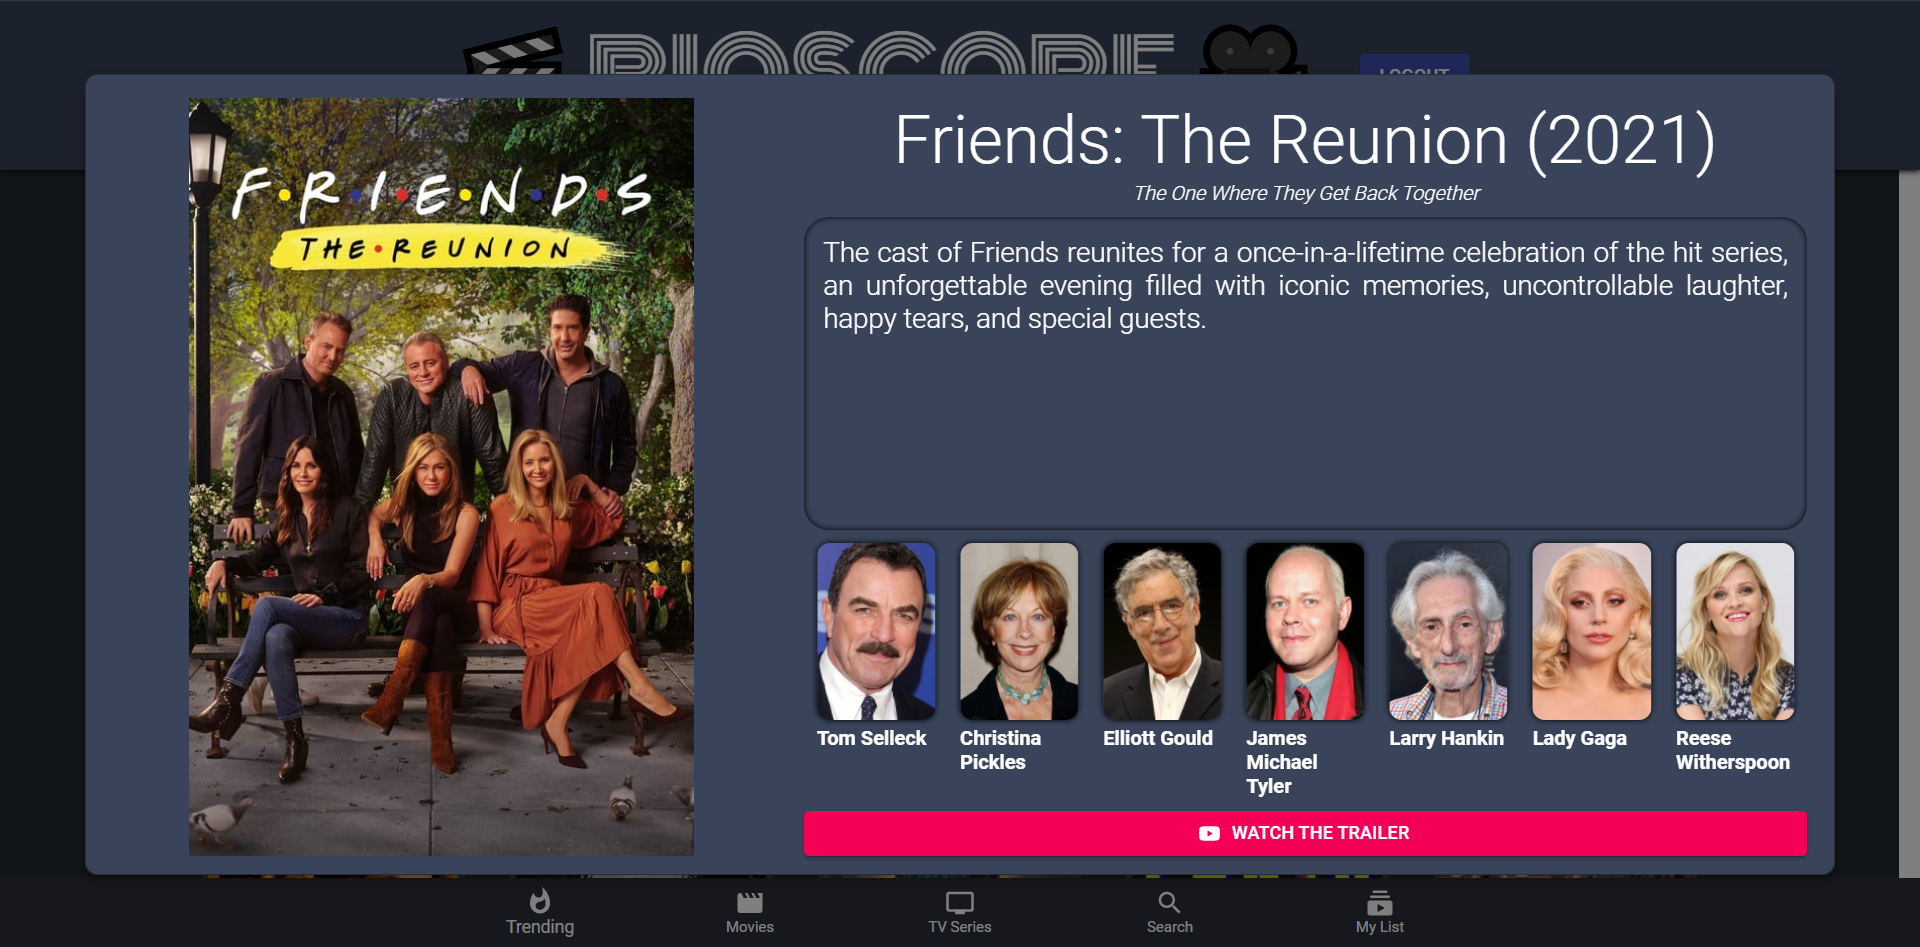 BIOSCOPE
LOGOUT
F•R•I•E•N•D•S
THE•REUNION
Friends: The Reunion (2021)
The One Where They Get Back Together
The cast of Friends reunites for a once-in-a-lifetime celebration of the hit series,
an unforgettable evening filled with iconic memories, uncontrollable laughter,
happy tears, and special guests.
Tom Selleck
Christina
Pickles
Elliott Gould
James
Michael
Tyler
Larry Hankin
Lady Gaga
Reese
Witherspoon
WATCH THE TRAILER
Trending
Movies
TV Series
Search
My List